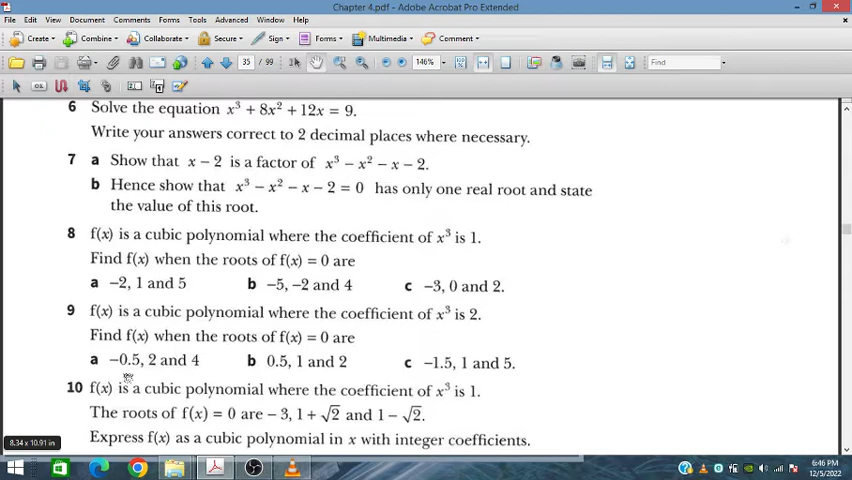 Chapter 4.pdf - Adobe Acrobat Pro Extended
File Edit View Document Comments Forms Tools Advanced Window Help
Create Combine Collaborate Secure Sign Forms Multimedia Comment
35 / 99 146% Find
6 Solve the equation x³ + 8x² + 12x = 9.
Write your answers correct to 2 decimal places where necessary.
7 a Show that x − 2 is a factor of x³ − x² − x − 2.
b Hence show that x³ − x² − x − 2 = 0 has only one real root and state
the value of this root.
8 f(x) is a cubic polynomial where the coefficient of x³ is 1.
Find f(x) when the roots of f(x) = 0 are
a −2, 1 and 5 b −5, −2 and 4 c −3, 0 and 2.
9 f(x) is a cubic polynomial where the coefficient of x³ is 2.
Find f(x) when the roots of f(x) = 0 are
a −0.5, 2 and 4 b 0.5, 1 and 2 c −1.5, 1 and 5.
10 f(x) is a cubic polynomial where the coefficient of x³ is 1.
The roots of f(x) = 0 are − 3, 1 + √2 and 1 − √2.
Express f(x) as a cubic polynomial in x with integer coefficients.
8.34 x 10.91 in
6:46 PM
12/5/2022